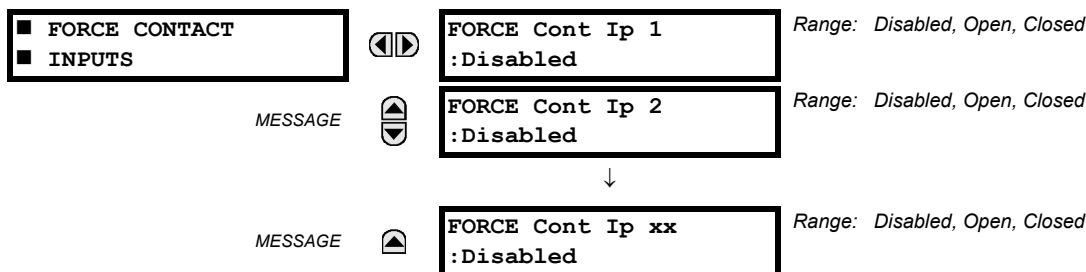 ■ FORCE CONTACT
■ INPUTS
FORCE Cont Ip 1
:Disabled
Range: Disabled, Open, Closed
MESSAGE
FORCE Cont Ip 2
:Disabled
Range: Disabled, Open, Closed
↓
MESSAGE
FORCE Cont Ip xx
:Disabled
Range: Disabled, Open, Closed